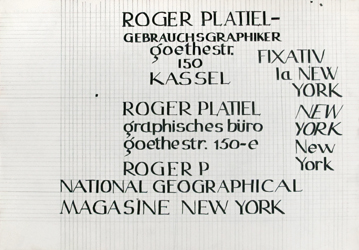 ROGER PLATIEL-
GEBRAUCHSGRAPHIKER
goethestr.
150
KASSEL
FIXATIV
la NEW
YORK
ROGER PLATIEL
graphisches büro
goethestr. 150-e
ROGER P
NEW
YORK
New
York
NATIONAL GEOGRAPHICAL
MAGASINE NEW YORK